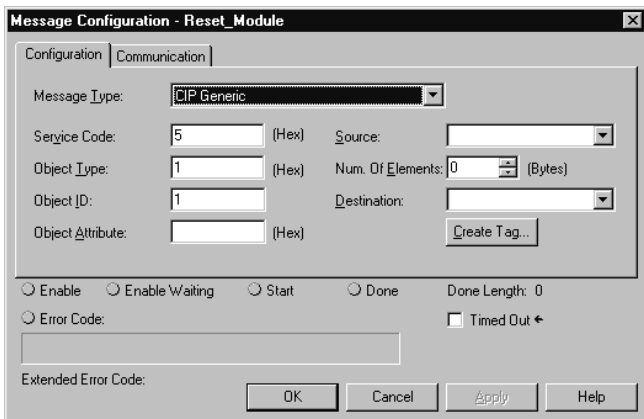 Message Configuration - Reset_Module
Configuration Communication
Message Type: CIP Generic
Service Code: 5 (Hex) Source:
Object Type: 1 (Hex) Num. Of Elements: 0 (Bytes)
Object ID: 1 Destination:
Object Attribute: (Hex) Create Tag...
Enable Enable Waiting Start Done Done Length: 0
Error Code: Timed Out ←
Extended Error Code:
OK Cancel Apply Help